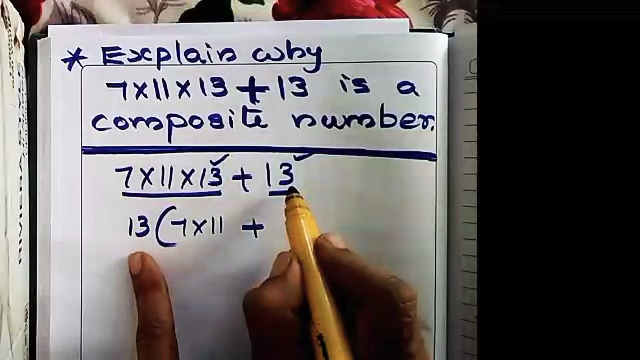 * Explain why
7×11×13+13 is a
composite number.
7×11×13 + 13
13(7×11 +